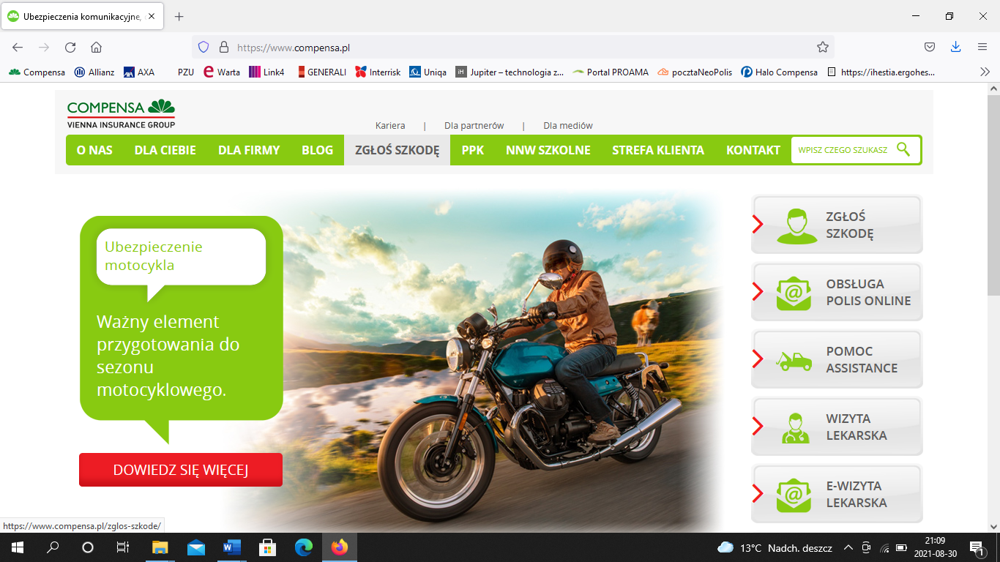 Ubezpieczenia komunikacyjne,
https://www.compensa.pl
Compensa Allianz AXA PZU Warta Link4 GENERALI Interrisk Uniqa Jupiter – technologia z... Portal PROAMA pocztaNeoPolis Halo Compensa https://ihestia.ergohes...
COMPENSA
VIENNA INSURANCE GROUP
Kariera | Dla partnerów | Dla mediów
O NAS DLA CIEBIE DLA FIRMY BLOG ZGŁOŚ SZKODĘ PPK NNW SZKOLNE STREFA KLIENTA KONTAKT WPISZ CZEGO SZUKASZ
Ubezpieczenie
motocykla
Ważny element
przygotowania do
sezonu
motocyklowego.
DOWIEDZ SIĘ WIĘCEJ
ZGŁOŚ
SZKODĘ
OBSŁUGA
POLIS ONLINE
POMOC
ASSISTANCE
WIZYTA
LEKARSKA
E-WIZYTA
LEKARSKA
https://www.compensa.pl/zglos-szkode/
13°C Nadch. deszcz
21:09
2021-08-30
1